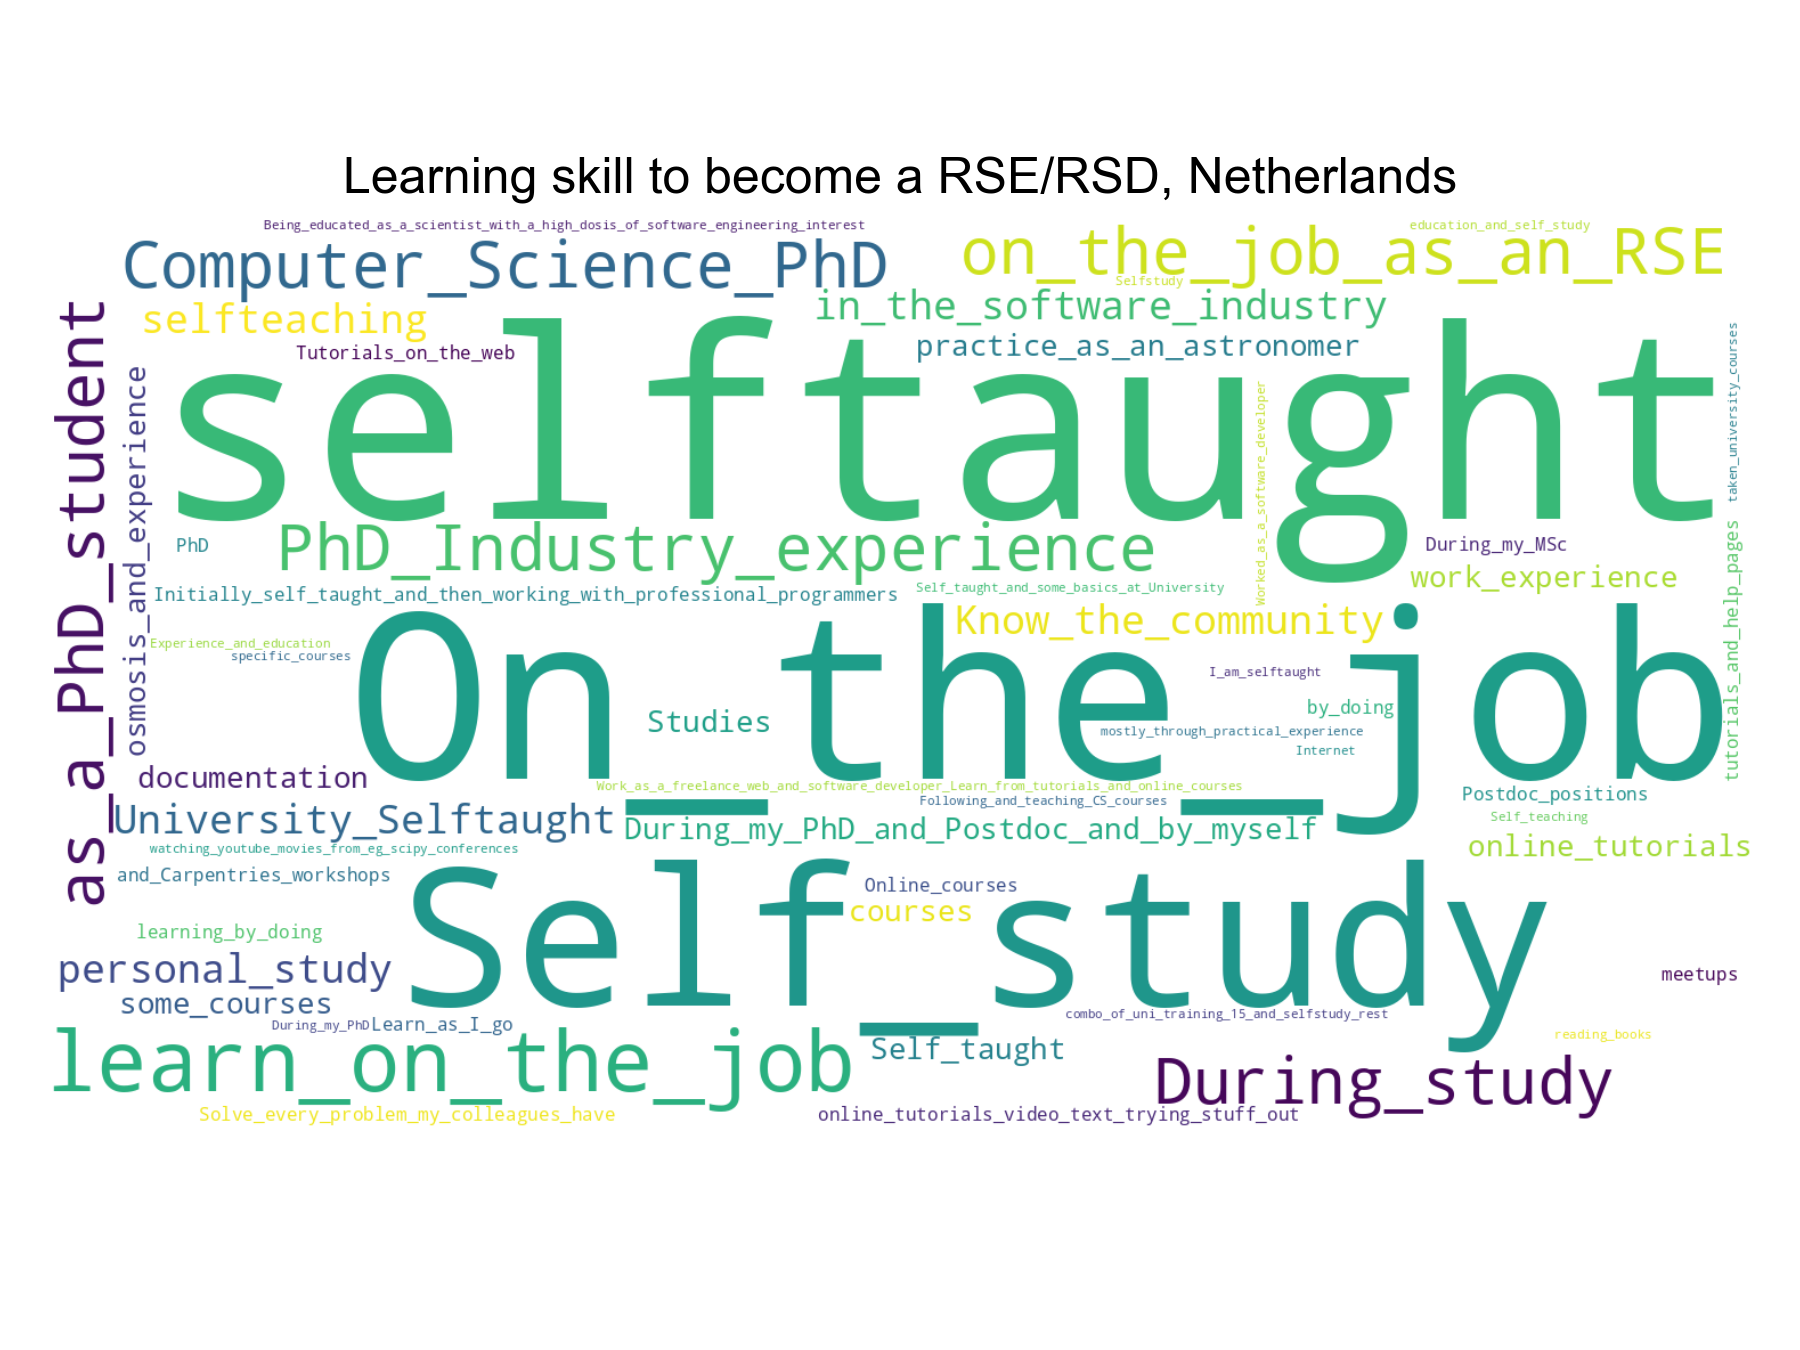 Learning skill to become a RSE/RSD, Netherlands
Being_educated_as_a_scientist_with_a_high_dosis_of_software_engineering_interest
education_and_self_study
Computer_Science_PhD
on_the_job_as_an_RSE
Selfstudy
selfteaching
in_the_software_industry
Tutorials_on_the_web
practice_as_an_astronomer
as_a_PhD_student
osmosis_and_experience
selftaught
Worked_as_a_software_developer
taken_university_courses
PhD
PhD_Industry_experience
During_my_MSc
work_experience
Initially_self_taught_and_then_working_with_professional_programmers
Self_taught_and_some_basics_at_University
Know_the_community
tutorials_and_help_pages
Experience_and_education
specific_courses
On_the_job
I_am_selftaught
Studies
by_doing
mostly_through_practical_experience
Internet
documentation
Work_as_a_freelance_web_and_software_developer_Learn_from_tutorials_and_online_courses
Following_and_teaching_CS_courses
Postdoc_positions
University_Selftaught
During_my_PhD_and_Postdoc_and_by_myself
Self_teaching
watching_youtube_movies_from_eg_scipy_conferences
online_tutorials
and_Carpentries_workshops
Self_study
Online_courses
courses
learning_by_doing
personal_study
meetups
some_courses
combo_of_uni_training_15_and_selfstudy_rest
During_my_PhD
Learn_as_I_go
reading_books
learn_on_the_job
Self_taught
During_study
Solve_every_problem_my_colleagues_have
online_tutorials_video_text_trying_stuff_out